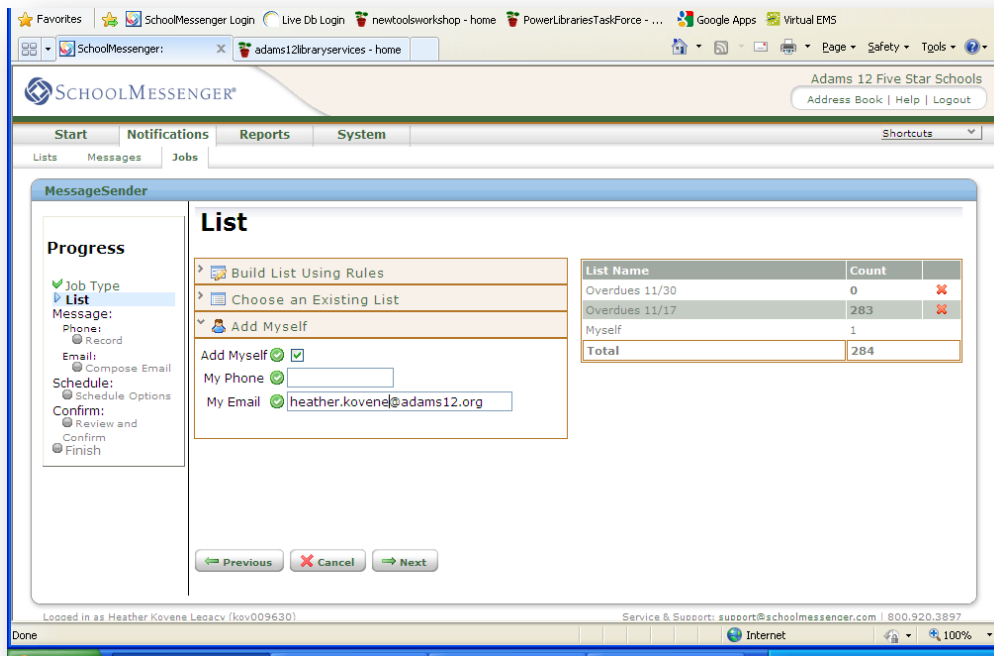 Favorites SchoolMessenger Login Live Db Login newtoolsworkshop - home PowerLibrariesTaskForce - ... Google Apps Virtual EMS
SchoolMessenger: adams12libraryservices - home Page Safety Tools
SCHOOLMESSENGER®
Adams 12 Five Star Schools
Address Book | Help | Logout
Start Notifications Reports System Shortcuts
Lists Messages Jobs
MessageSender
List
Progress
Job Type
List
Message:
Phone:
Record
Email:
Compose Email
Schedule:
Schedule Options
Confirm:
Review and
Confirm
Finish
Build List Using Rules
Choose an Existing List
Add Myself
Add Myself
My Phone
My Email heather.kovene@adams12.org
List Name Count
Overdues 11/30 0
Overdues 11/17 283
Myself 1
Total 284
Previous Cancel Next
Logged in as Heather Kovene Legacy (kov009630) Service & Support: support@schoolmessenger.com | 800.920.3897
Done Internet 100%